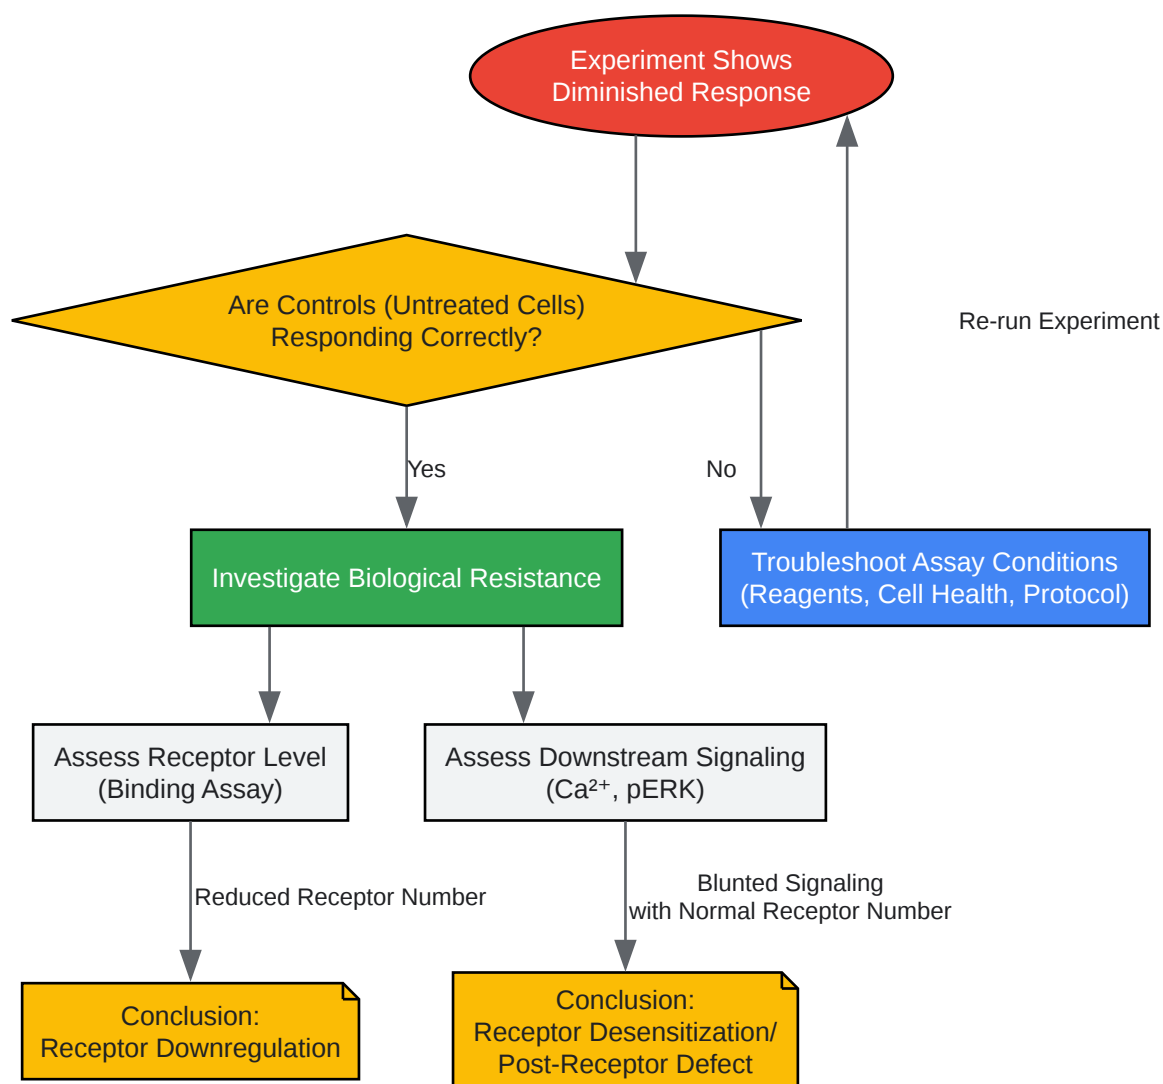 Experiment Shows
Diminished Response
Are Controls (Untreated Cells)
Responding Correctly?
Re-run Experiment
Yes
No
Investigate Biological Resistance
Troubleshoot Assay Conditions
(Reagents, Cell Health, Protocol)
Assess Receptor Level
(Binding Assay)
Assess Downstream Signaling
(Ca²⁺, pERK)
Reduced Receptor Number
Blunted Signaling
with Normal Receptor Number
Conclusion:
Receptor Downregulation
Conclusion:
Receptor Desensitization/
Post-Receptor Defect